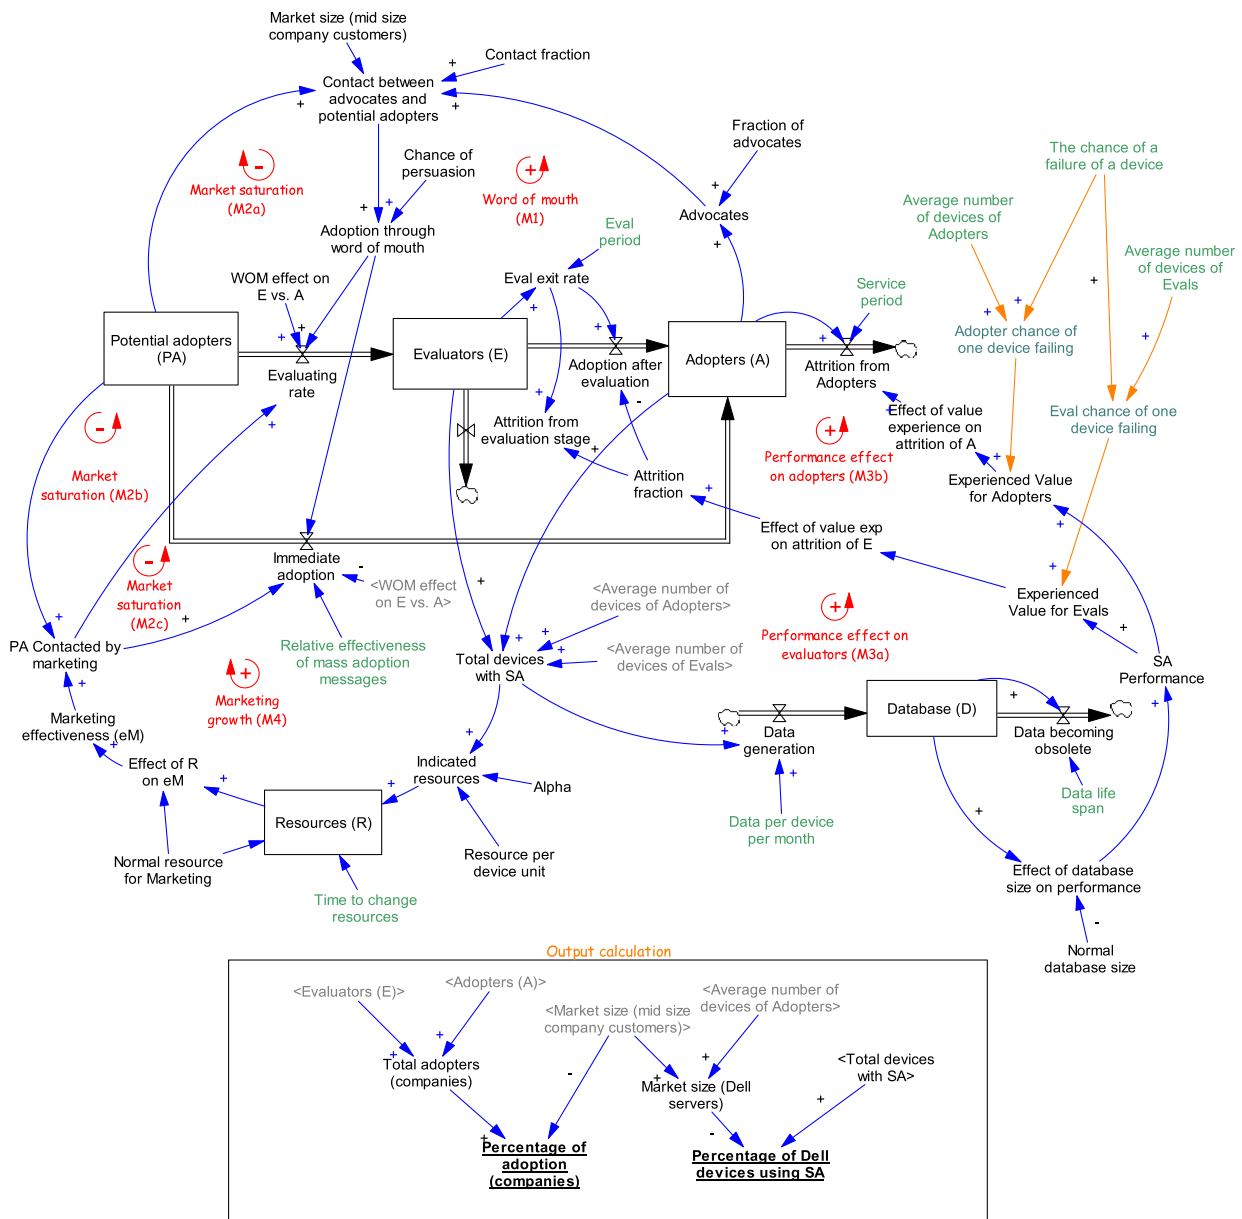 Market size (mid size
company customers)
+
Contact fraction
Contact between
advocates and
potential adopters
+
+
Fraction of
advocates
The chance of a
failure of a device
-
Market saturation
(M2a)
Chance of
persuasion
+
Word of mouth
(M1)
+
Advocates
+
Average number
of devices of
Adopters
+
+
Adoption through
word of mouth
Eval
period
Average number
of devices of
Evals
WOM effect on
E vs. A
Eval exit rate
Service
period
+
+
+
+
+
Adopter chance of
one device failing
+
Potential adopters
(PA)
+
+
Evaluating
rate
Evaluators (E)
+
Adoption after
evaluation
Adopters (A)
+
Attrition from
Adopters
+
-
+
Attrition from
evaluation stage
+
Effect of value
experience on
attrition of A
+
Eval chance of one
device failing
+
-
Market
saturation (M2b)
+
Performance effect
on adopters (M3b)
+
Attrition
fraction
+
Experienced Value
for Adopters
+
Effect of value exp
on attrition of E
-
Market
saturation
(M2c)
Immediate
adoption
-
<WOM effect
on E vs. A>
+
+
Experienced
Value for Evals
+
<Average number of
devices of Adopters>
+
Performance effect on
evaluators (M3a)
+
+
PA Contacted by
marketing
Relative effectiveness
of mass adoption
messages
+
+
+
Total devices
with SA
<Average number of
devices of Evals>
SA
Performance
+
+
+
Marketing
growth (M4)
Marketing
effectiveness (eM)
+
Database (D)
+
Data becoming
obsolete
+
+
Data
generation
+
Effect of R
on eM
+
Indicated
resources
+
Alpha
+
Data life
span
Resources (R)
Data per device
per month
+
Normal resource
for Marketing
Resource per
device unit
Effect of database
size on performance
Time to change
resources
-
Normal
database size
Output calculation
<Evaluators (E)>
<Adopters (A)>
<Average number of
devices of Adopters>
<Market size (mid size
company customers)>
+
+
Total adopters
(companies)
-
+
+
Market size (Dell
servers)
<Total devices
with SA>
+
+
-
Percentage of
adoption
(companies)
Percentage of Dell
devices using SA